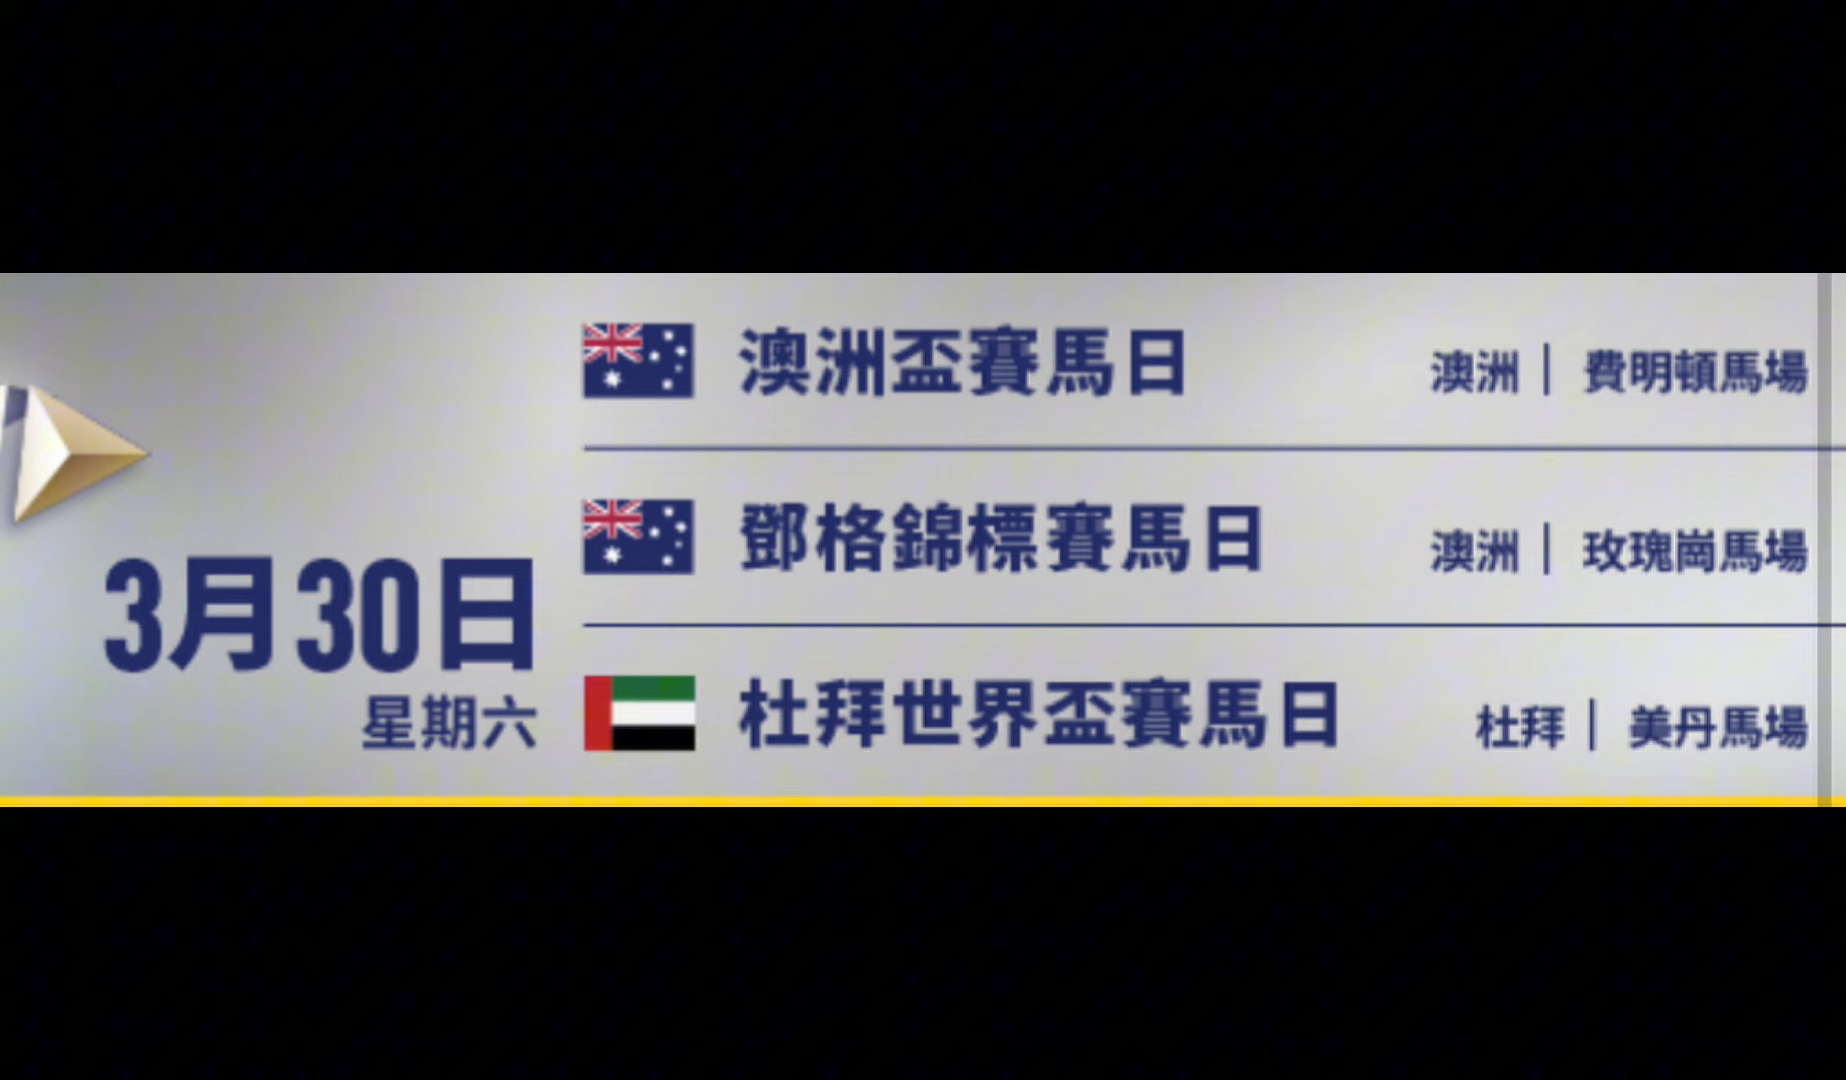 澳洲盃賽馬日 澳洲 | 費明頓馬場
鄧格錦標賽馬日 澳洲 | 玫瑰崗馬場
3月30日
星期六
杜拜世界盃賽馬日 杜拜 | 美丹馬場